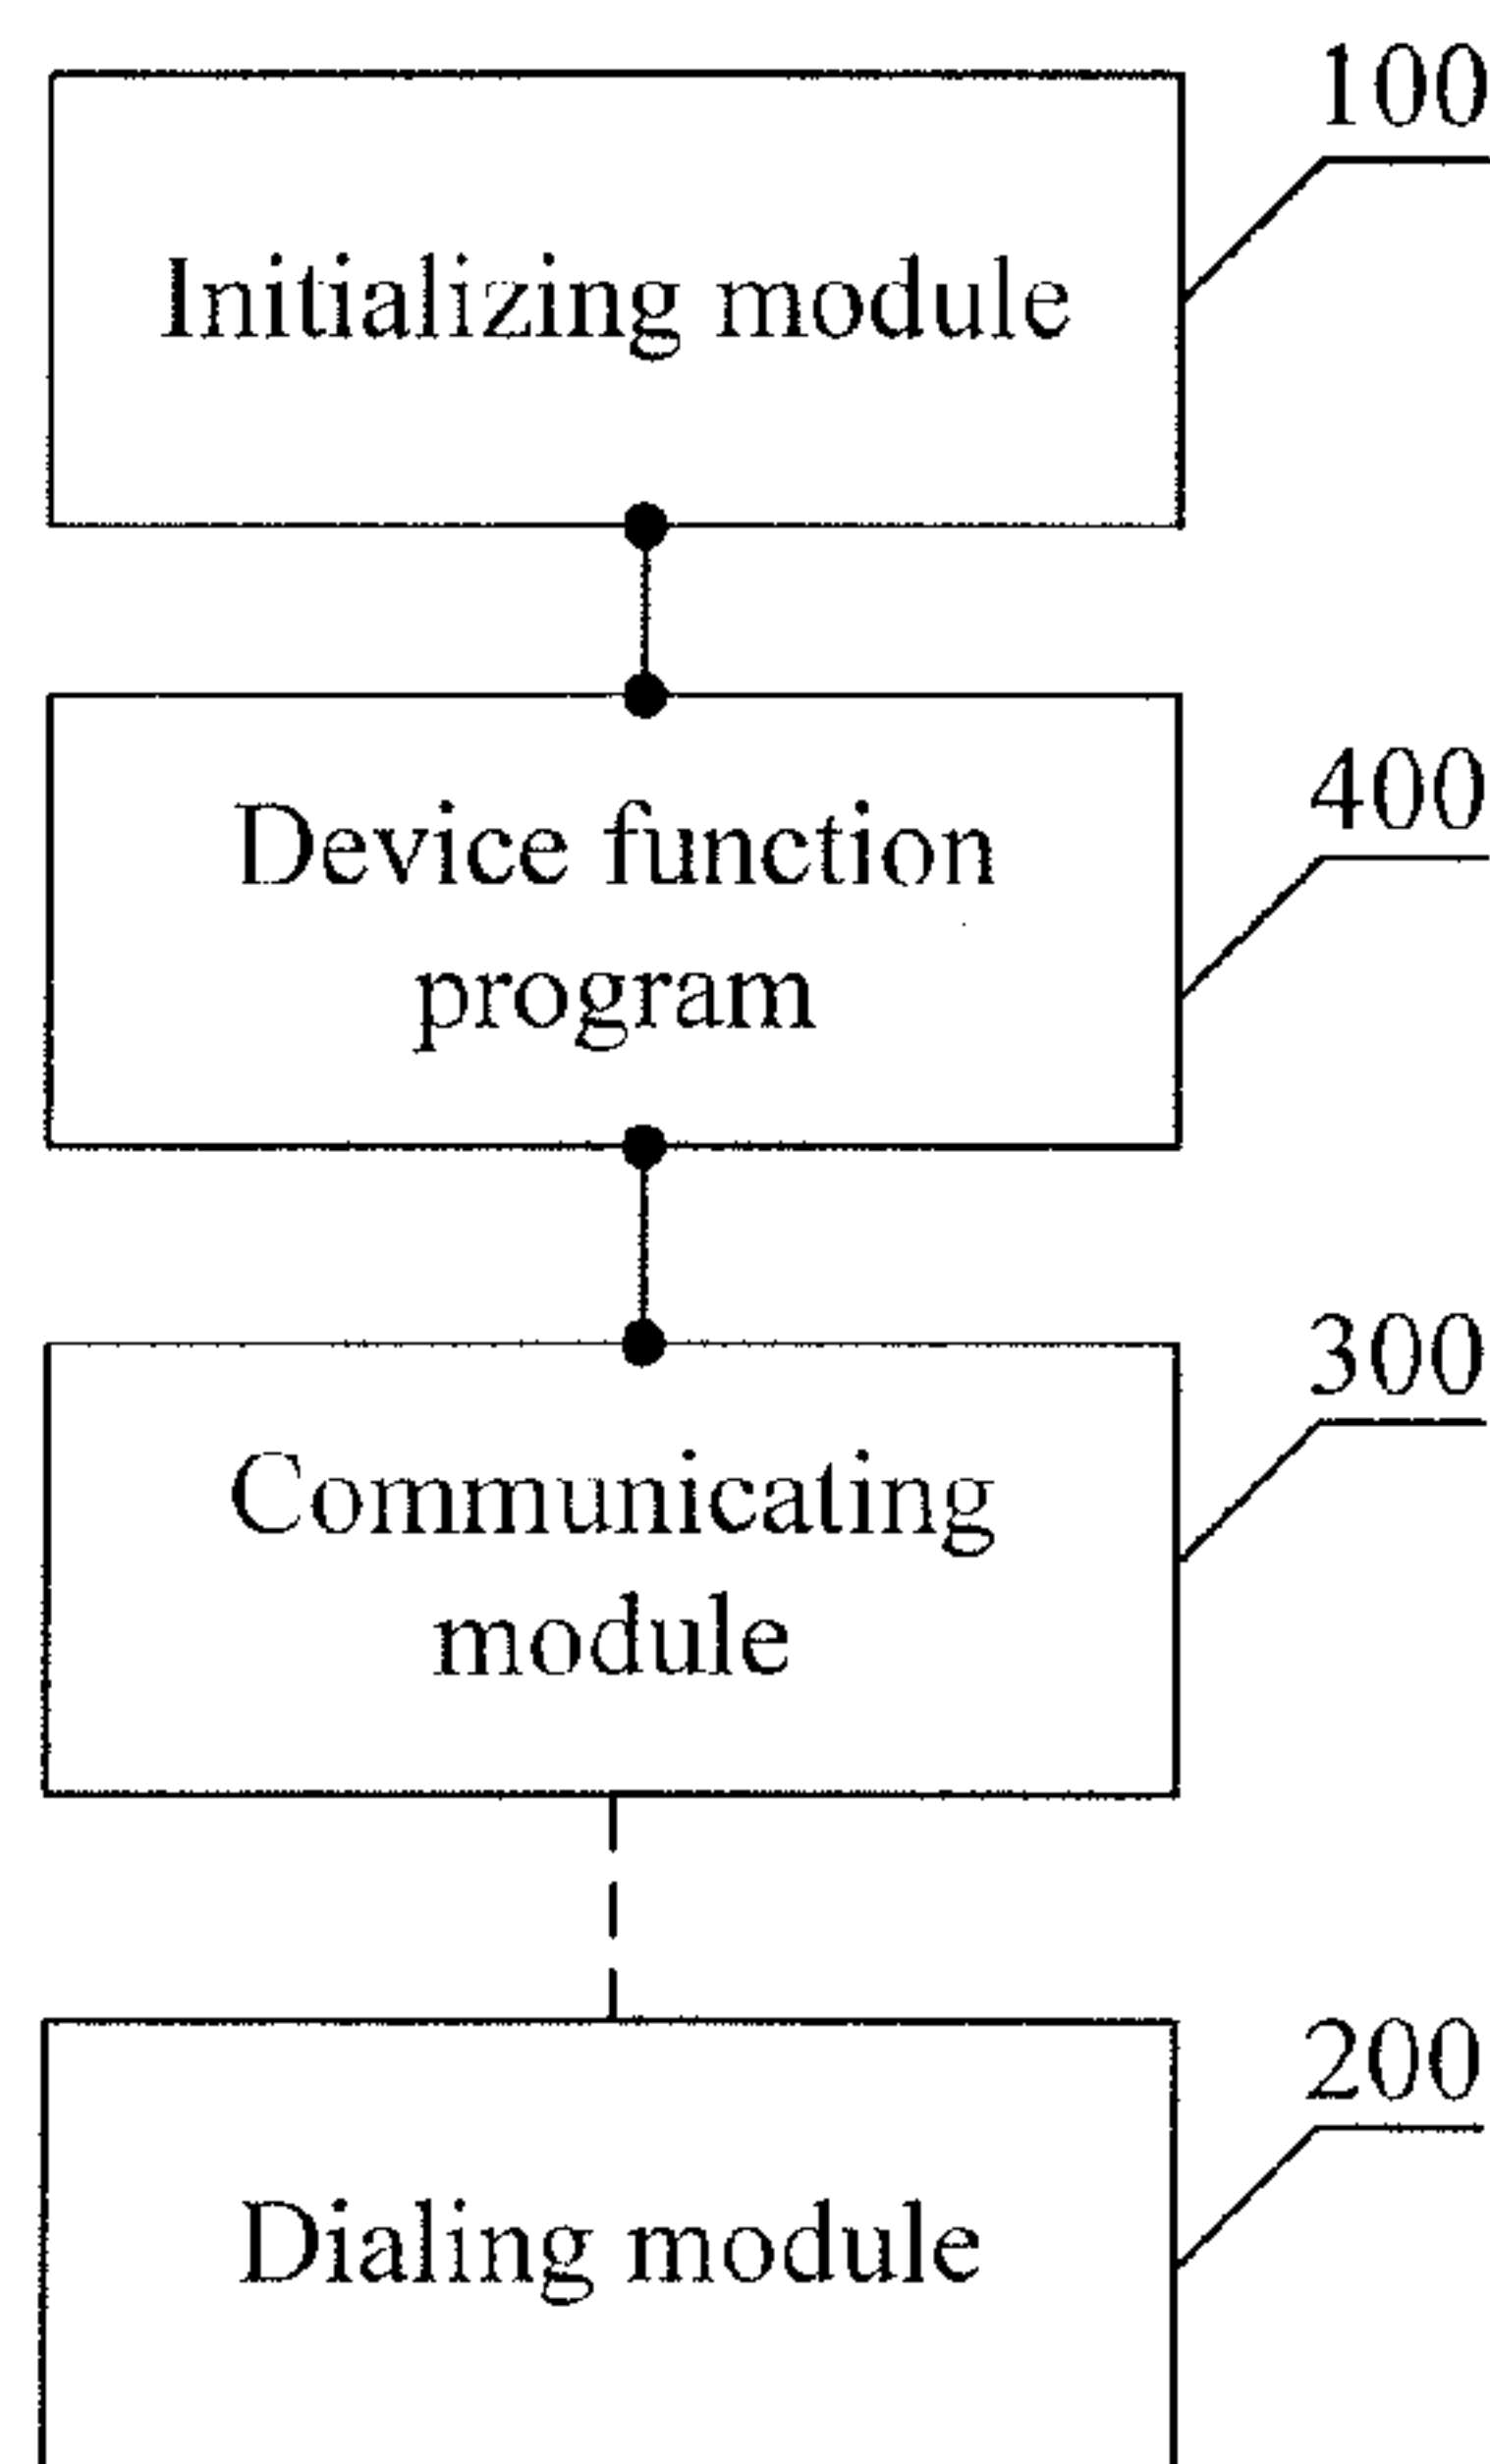 100
Initializing module
400
Device function
program
300
Communicating
module
200
Dialing module